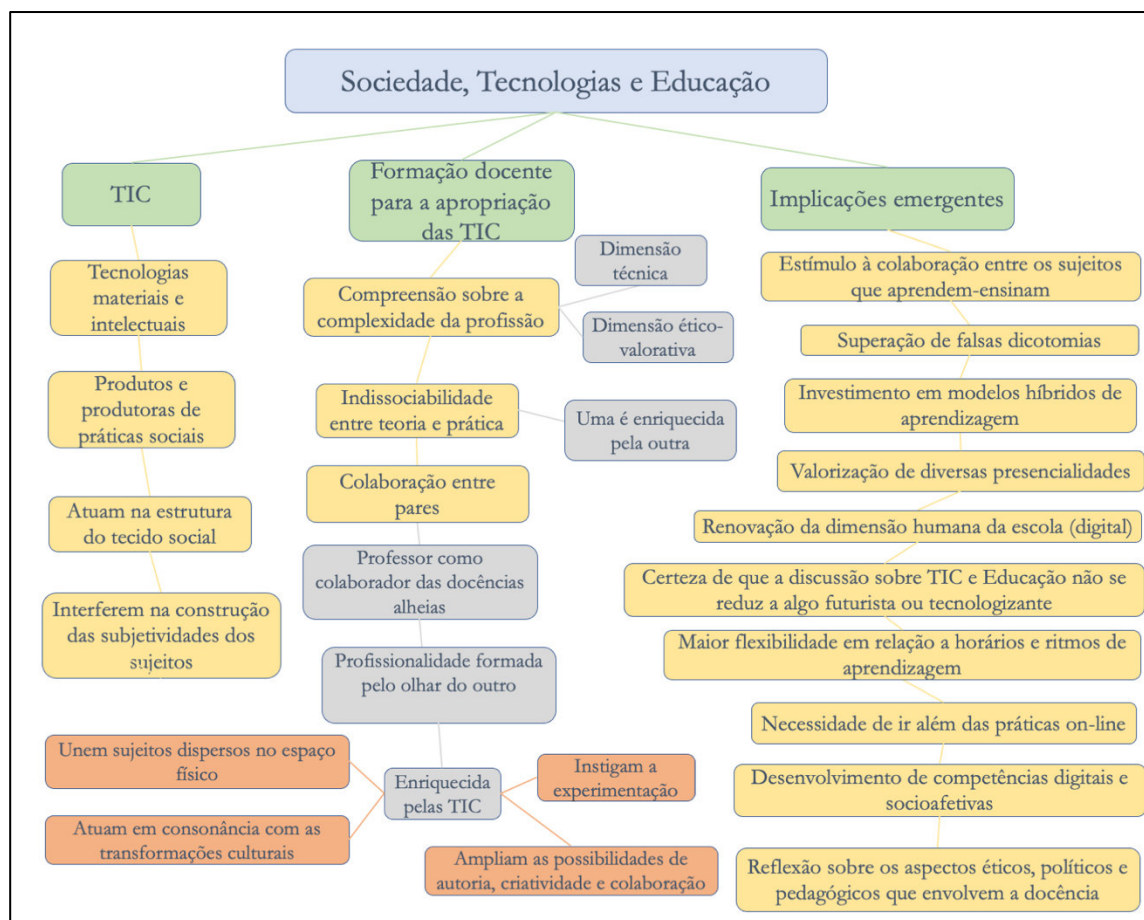 Sociedade, Tecnologias e Educação
TIC
Tecnologias
materiais e
intelectuais
Produtos e
produtoras de
práticas sociais
Atuam na estrutura
do tecido social
Interferem na construção
das subjetividades dos
sujeitos
Formação docente
para a apropriação
das TIC
Compreensão sobre a
complexidade da profissão
Dimensão
técnica
Dimensão ético-
valorativa
Indissociabilidade
entre teoria e prática
Uma é enriquecida
pela outra
Colaboração entre
pares
Professor como
colaborador das docências
alheias
Profissionalidade formada
pelo olhar do outro
Enriquecida
pelas TIC
Unem sujeitos dispersos no espaço
físico
Atuam em consonância com as
transformações culturais
Instigam a
experimentação
Ampliam as possibilidades de
autoria, criatividade e colaboração
Implicações emergentes
Estímulo à colaboração entre os sujeitos
que aprendem-ensinam
Superação de falsas dicotomias
Investimento em modelos híbridos de
aprendizagem
Valorização de diversas presencialidades
Renovação da dimensão humana da escola (digital)
Certeza de que a discussão sobre TIC e Educação não se
reduz a algo futurista ou tecnologizante
Maior flexibilidade em relação a horários e ritmos de
aprendizagem
Necessidade de ir além das práticas on-line
Desenvolvimento de competências digitais e
socioafetivas
Reflexão sobre os aspectos éticos, políticos e
pedagógicos que envolvem a docência